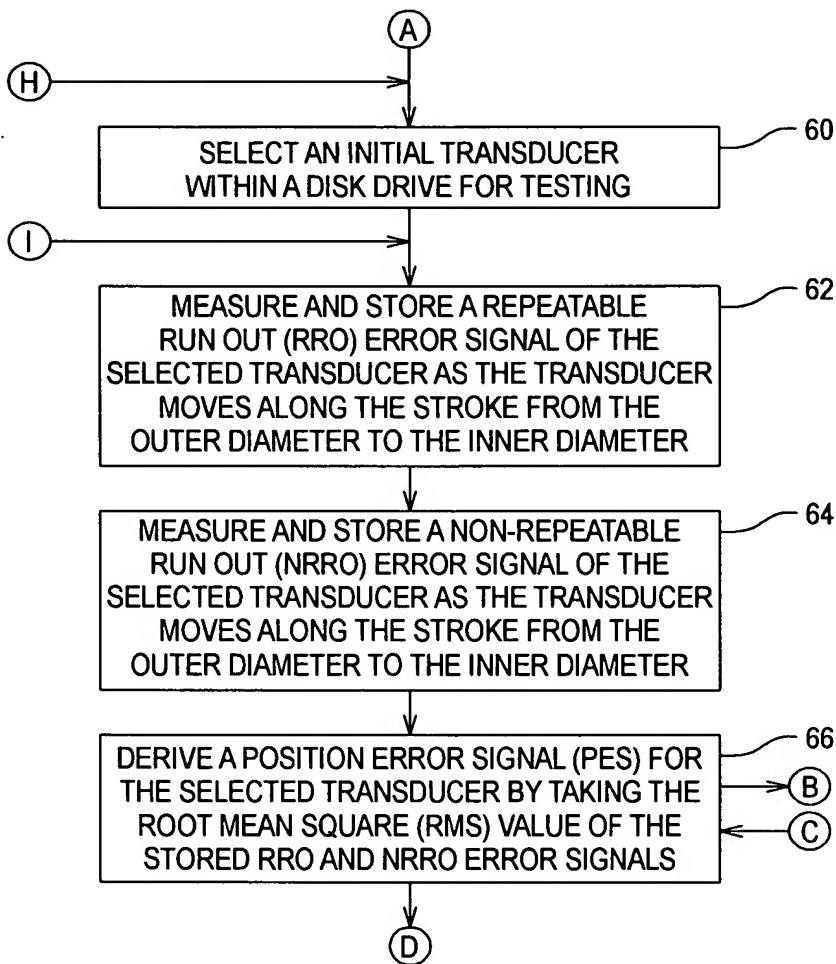 A
H
60
SELECT AN INITIAL TRANSDUCER
WITHIN A DISK DRIVE FOR TESTING
I
62
MEASURE AND STORE A REPEATABLE
RUN OUT (RRO) ERROR SIGNAL OF THE
SELECTED TRANSDUCER AS THE TRANSDUCER
MOVES ALONG THE STROKE FROM THE
OUTER DIAMETER TO THE INNER DIAMETER
64
MEASURE AND STORE A NON-REPEATABLE
RUN OUT (NRRO) ERROR SIGNAL OF THE
SELECTED TRANSDUCER AS THE TRANSDUCER
MOVES ALONG THE STROKE FROM THE
OUTER DIAMETER TO THE INNER DIAMETER
66
DERIVE A POSITION ERROR SIGNAL (PES) FOR
THE SELECTED TRANSDUCER BY TAKING THE
ROOT MEAN SQUARE (RMS) VALUE OF THE
STORED RRO AND NRRO ERROR SIGNALS
B
C
D